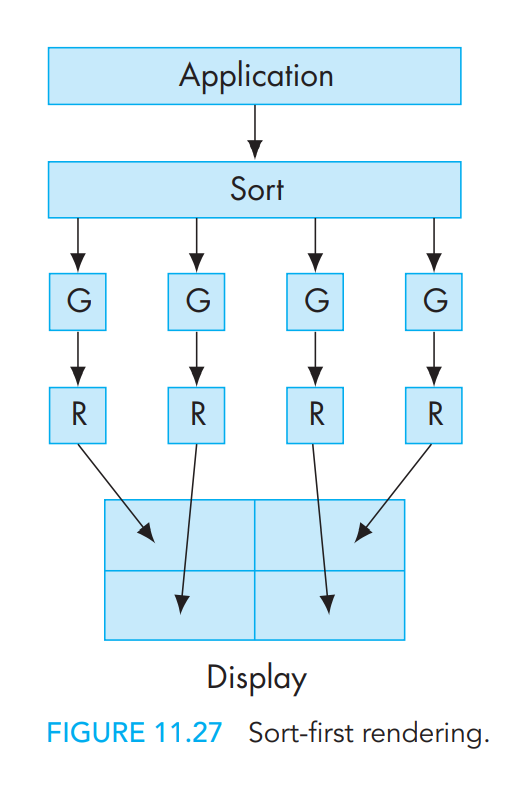 Application
Sort
G G G G
R R R R
Display
FIGURE 11.27 Sort-first rendering.